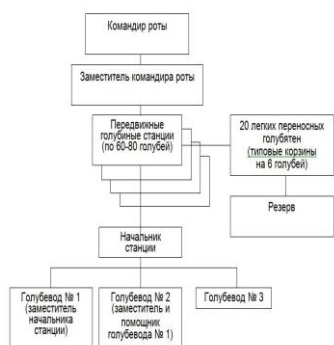 Командир роты
Заместитель командира роты
Передвижные
голубиные станции
(по 60-80 голубей)
20 легких переносных
голубятен
(типовые корзины
на 6 голубей)
Резерв
Начальник
станции
Голубевод № 1
(заместитель
начальника
станции)
Голубевод № 2
(заместитель и
помощник
голубевода № 1)
Голубевод № 3